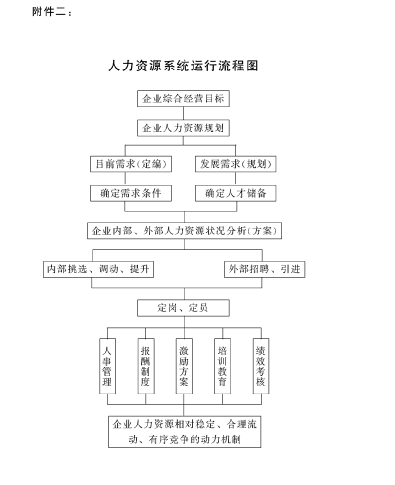 附件二：
人力资源系统运行流程图
企业综合经营目标
企业人力资源规划
目前需求(定编)
发展需求(规划)
确定需求条件
确定人才储备
企业内部、外部人力资源状况分析(方案)
内部挑选、调动、提升
外部招聘、引进
定岗、定员
人事管理
报酬制度
激励方案
培训教育
绩效考核
企业人力资源相对稳定、合理流
动、有序竞争的动力机制